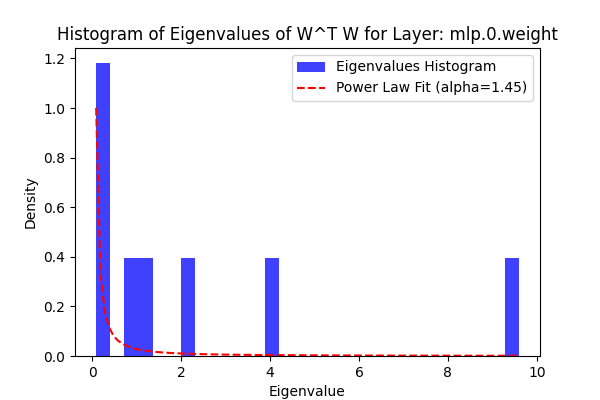 Histogram of Eigenvalues of W^T W for Layer: mlp.0.weight
Eigenvalues Histogram
Power Law Fit (alpha=1.45)
1.2
1.0
0.8
0.6
0.4
0.2
0.0
Density
0 2 4 6 8 10
Eigenvalue